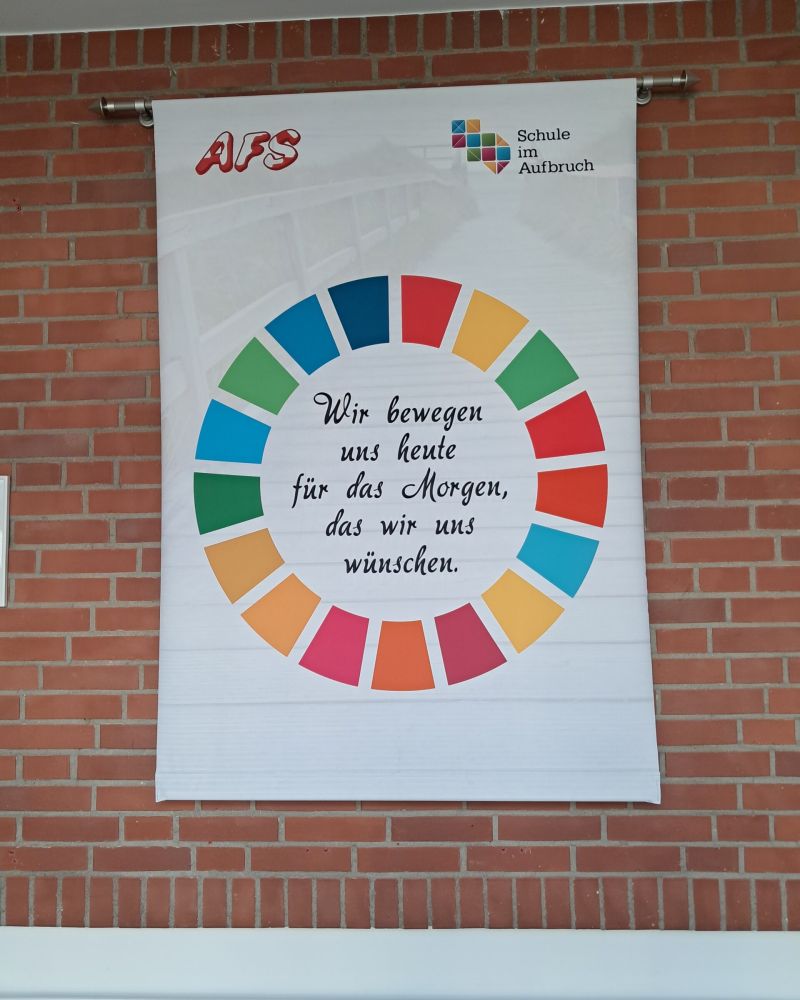 AFS
Schule
im
Aufbruch
Wir bewegen
uns heute
für das Morgen,
das wir uns
wünschen.